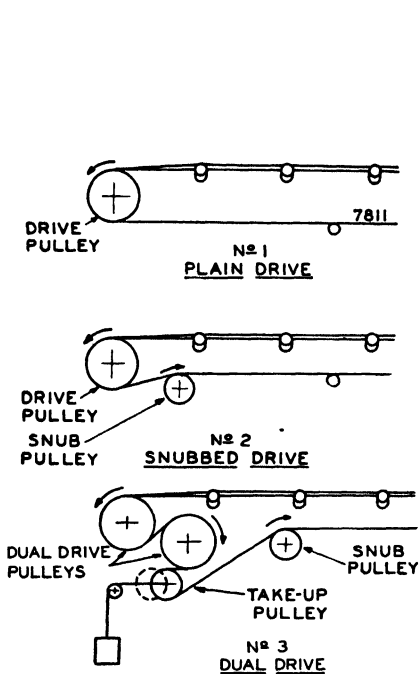 DRIVE
PULLEY
7811
Nº 1
PLAIN DRIVE
DRIVE
PULLEY
SNUB
PULLEY
Nº 2
SNUBBED DRIVE
DUAL DRIVE
PULLEYS
SNUB
PULLEY
TAKE-UP
PULLEY
Nº 3
DUAL DRIVE